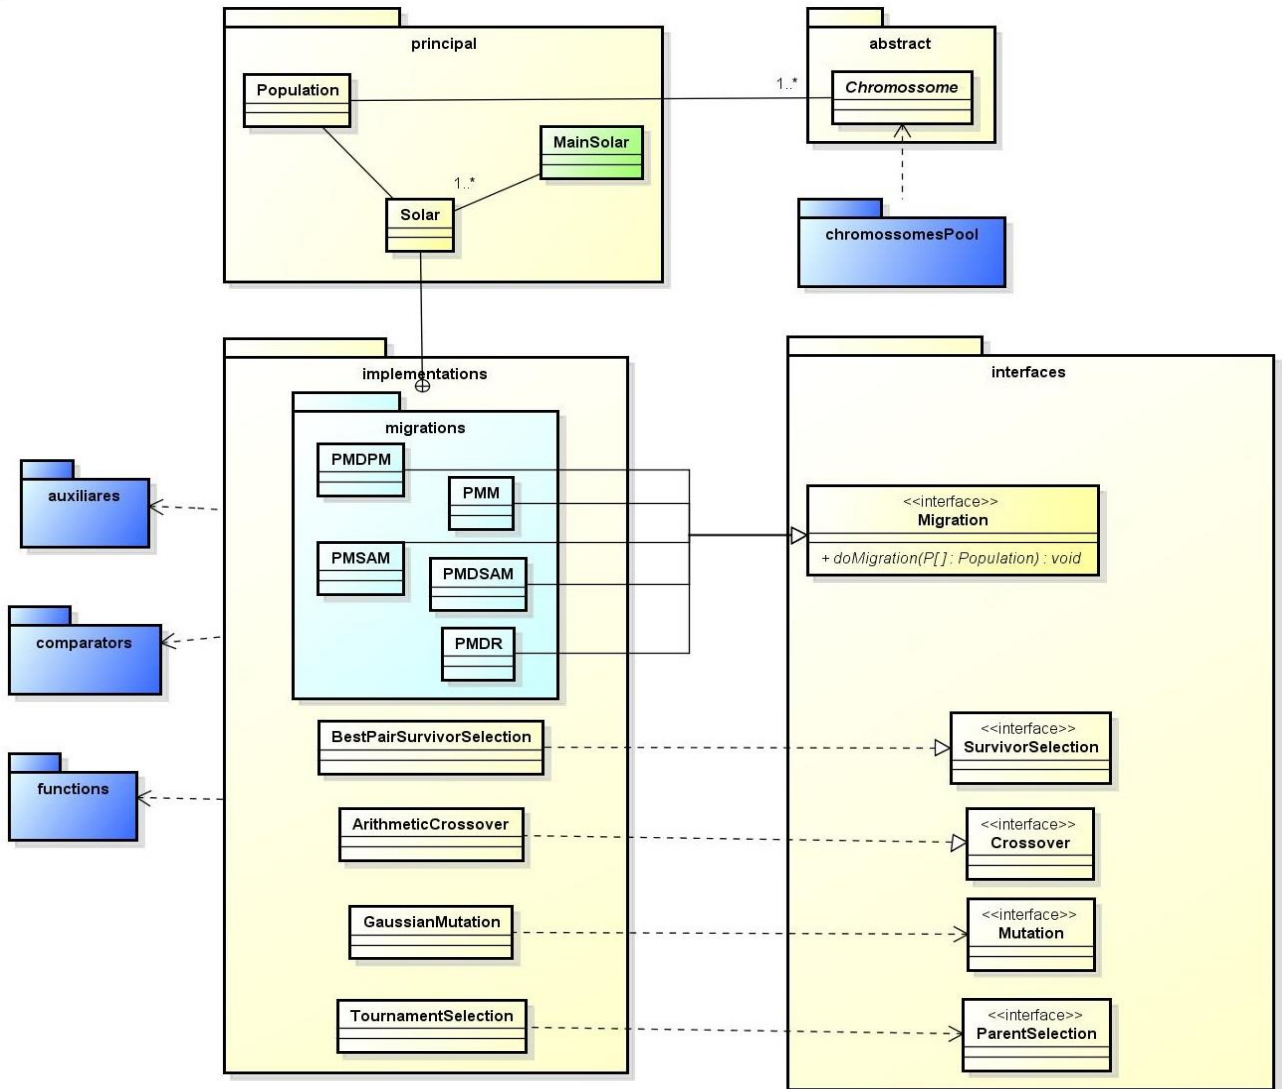 principal
Population
MainSolar
1..*
Solar
abstract
1..*
Chromossome
chromossomesPool
implementations
migrations
PMDPM
PMM
PMSAM
PMDSAM
PMDR
BestPairSurvivorSelection
ArithmeticCrossover
GaussianMutation
TournamentSelection
auxiliares
comparators
functions
interfaces
<<interface>>
Migration
+ doMigration(P[] : Population) : void
<<interface>>
SurvivorSelection
<<interface>>
Crossover
<<interface>>
Mutation
<<interface>>
ParentSelection